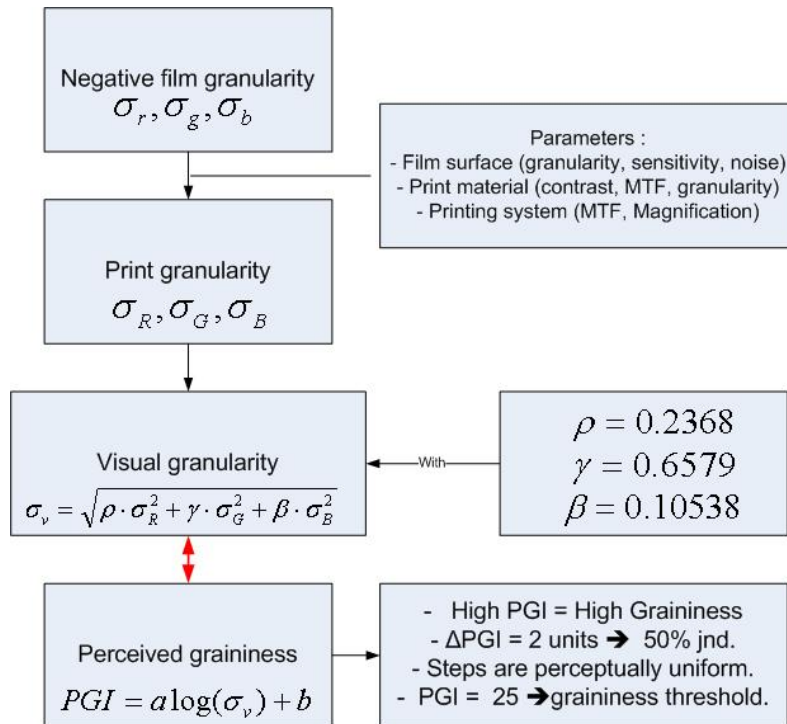 Negative film granularity
σr, σg, σb
Parameters :
- Film surface (granularity, sensitivity, noise)
- Print material (contrast, MTF, granularity)
- Printing system (MTF, Magnification)
Print granularity
σR, σG, σB
Visual granularity
σv = √(ρ · σR² + γ · σG² + β · σB²)
With
ρ = 0.2368
γ = 0.6579
β = 0.10538
Perceived graininess
PGI = a log(σv) + b
- High PGI = High Graininess
- ΔPGI = 2 units ➔ 50% jnd.
- Steps are perceptually uniform.
- PGI = 25 ➔graininess threshold.